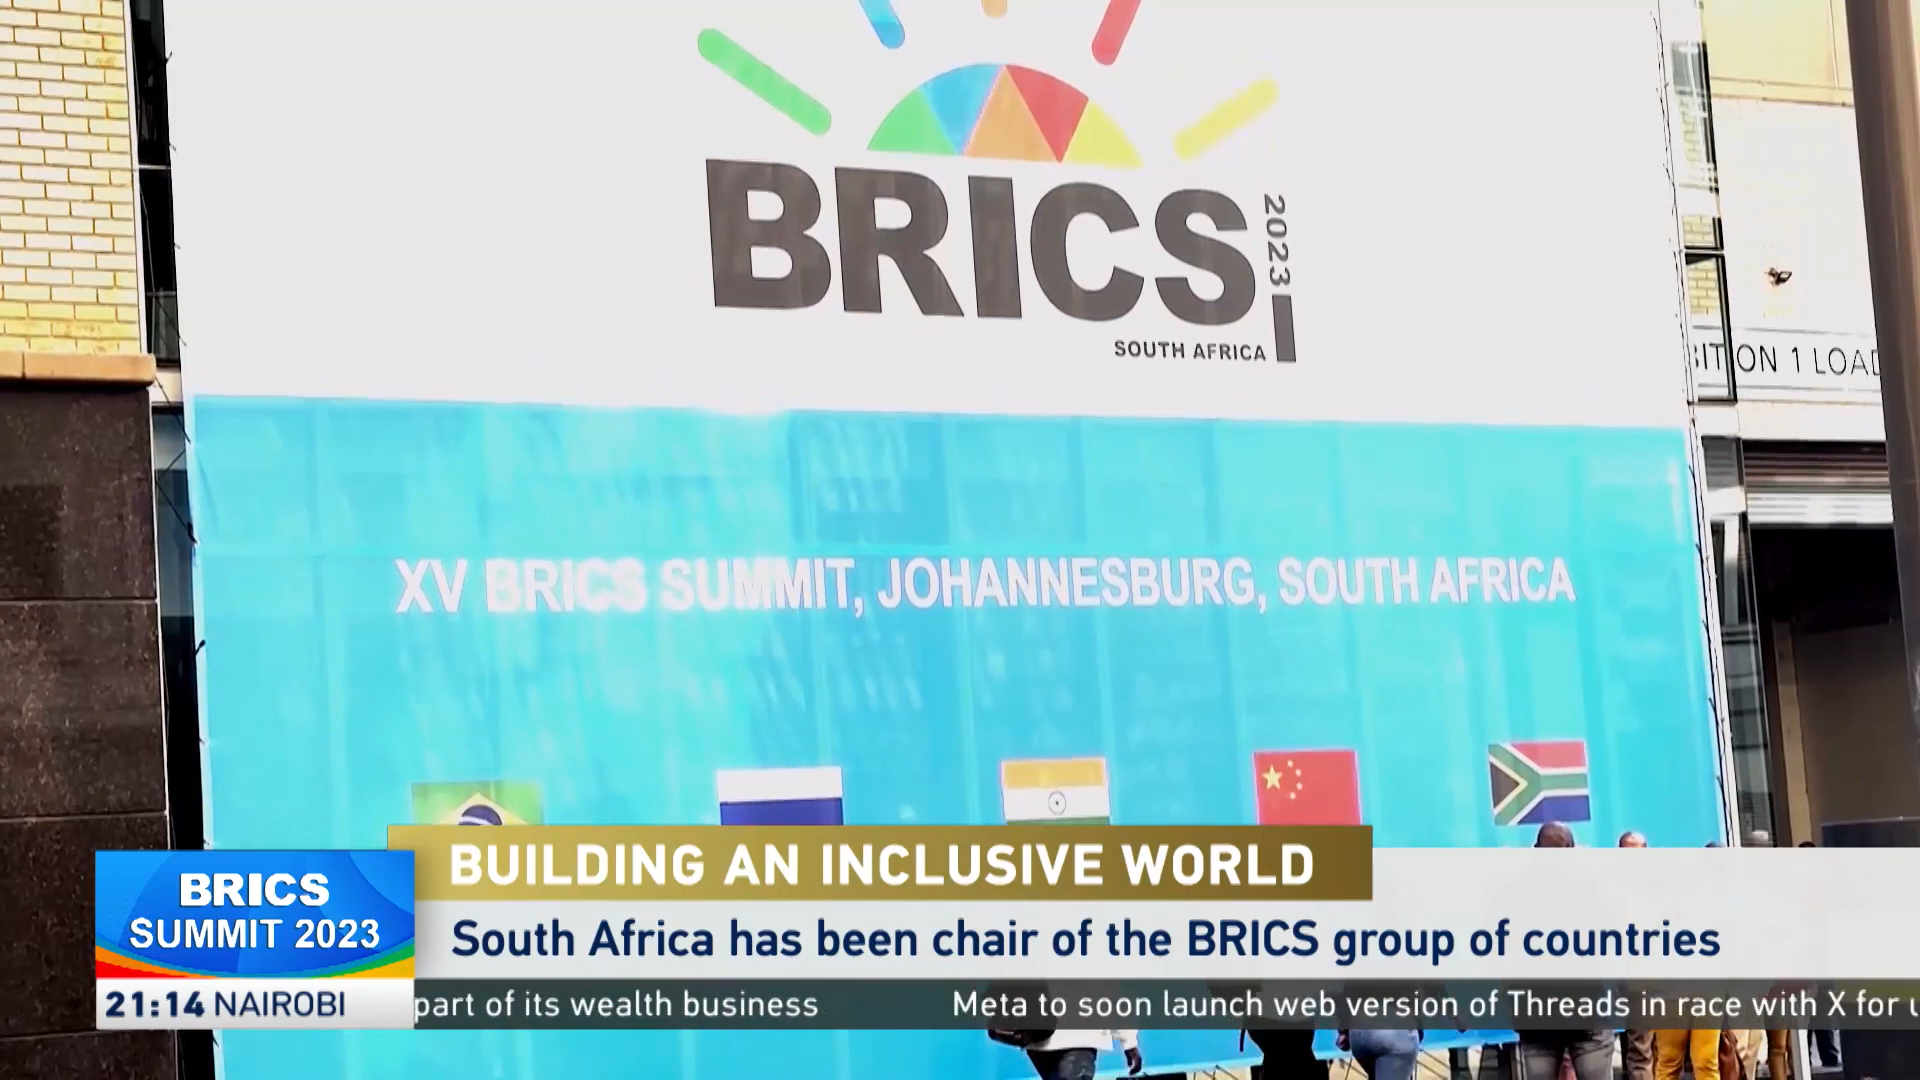 BRICS
2023
SOUTH AFRICA
ITION 1 LOAD
XV BRICS SUMMIT, JOHANNESBURG, SOUTH AFRICA
BUILDING AN INCLUSIVE WORLD
BRICS
SUMMIT 2023
South Africa has been chair of the BRICS group of countries
21:14 NAIROBI
part of its wealth business
Meta to soon launch web version of Threads in race with X for